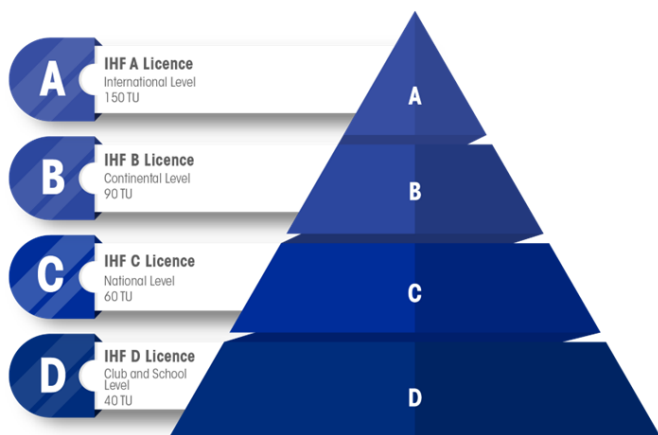 A
IHF A Licence
International Level
150 TU
A
B
IHF B Licence
Continental Level
90 TU
B
C
IHF C Licence
National Level
60 TU
C
D
IHF D Licence
Club and School
Level
40 TU
D